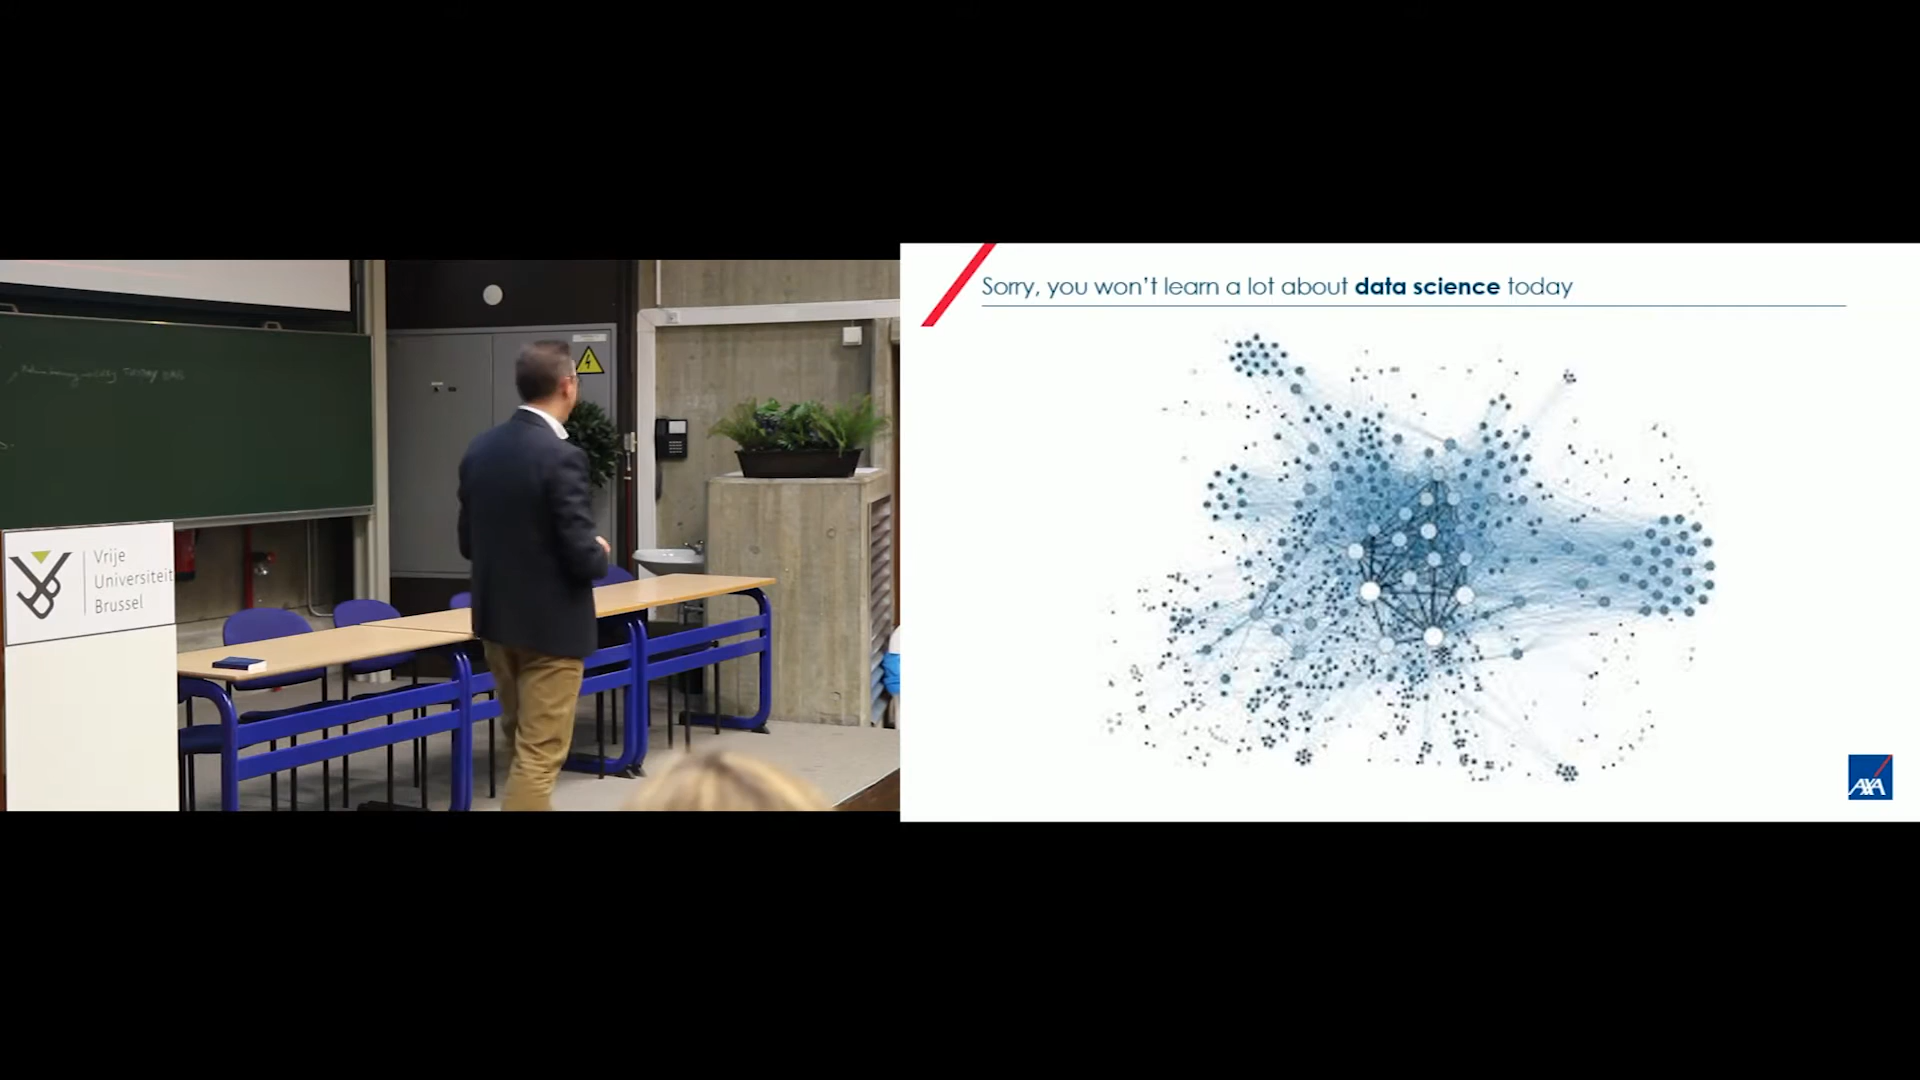 Vrije
Universiteit
Brussel
Sorry, you won't learn a lot about data science today
AXA